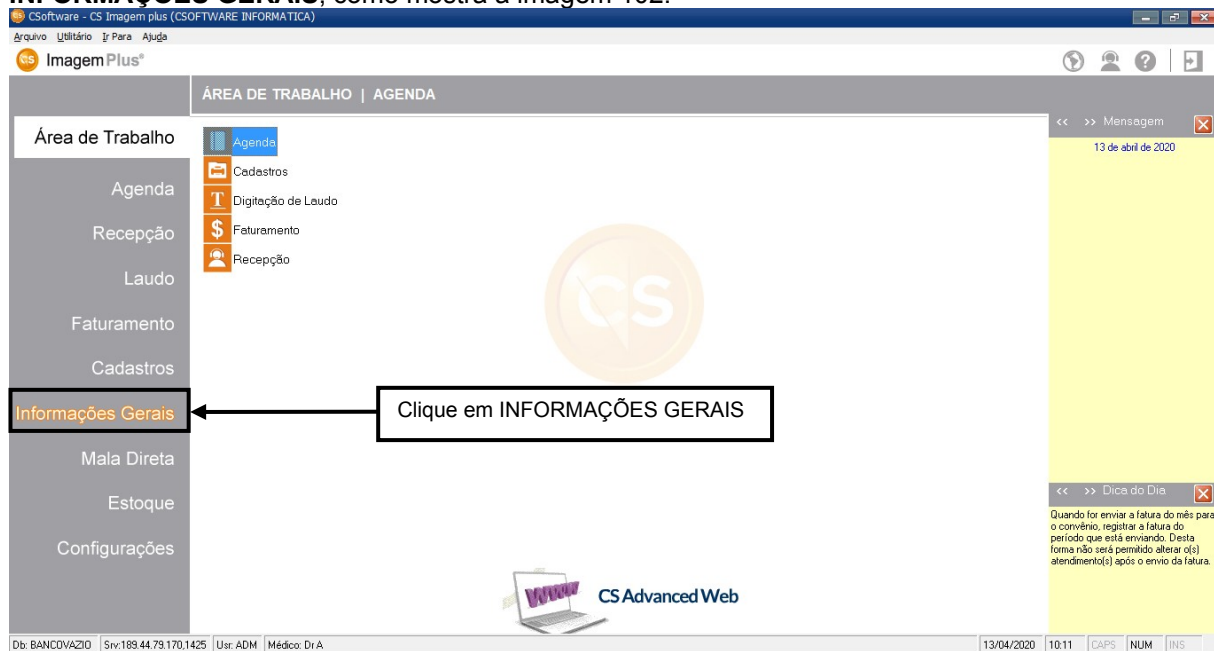 INFORMAÇÕES GERAIS, como mostra a imagem 102.
CSoftware - CS Imagem plus (CSOFTWARE INFORMATICA)
Arquivo Utilitário Ir Para Ajuda
cs Imagem Plus®
ÁREA DE TRABALHO | AGENDA
Área de Trabalho
Agenda
Recepção
Laudo
Faturamento
Cadastros
Informações Gerais
Mala Direta
Estoque
Configurações
Agenda
Cadastros
T Digitação de Laudo
$ Faturamento
Recepção
CS
Clique em INFORMAÇÕES GERAIS
WWW CS Advanced Web
<< >> Mensagem
13 de abril de 2020
<< >> Dica do Dia
Quando for enviar a fatura do mês para
o convênio, registrar a fatura do
período que está enviando. Desta
forma não será permitido alterar o(s)
atendimento(s) após o envio da fatura.
Db: BANCOVAZIO Srv:189.44.79.170,1425 Usr: ADM Médico: Dr A 13/04/2020 10:11 CAPS NUM INS